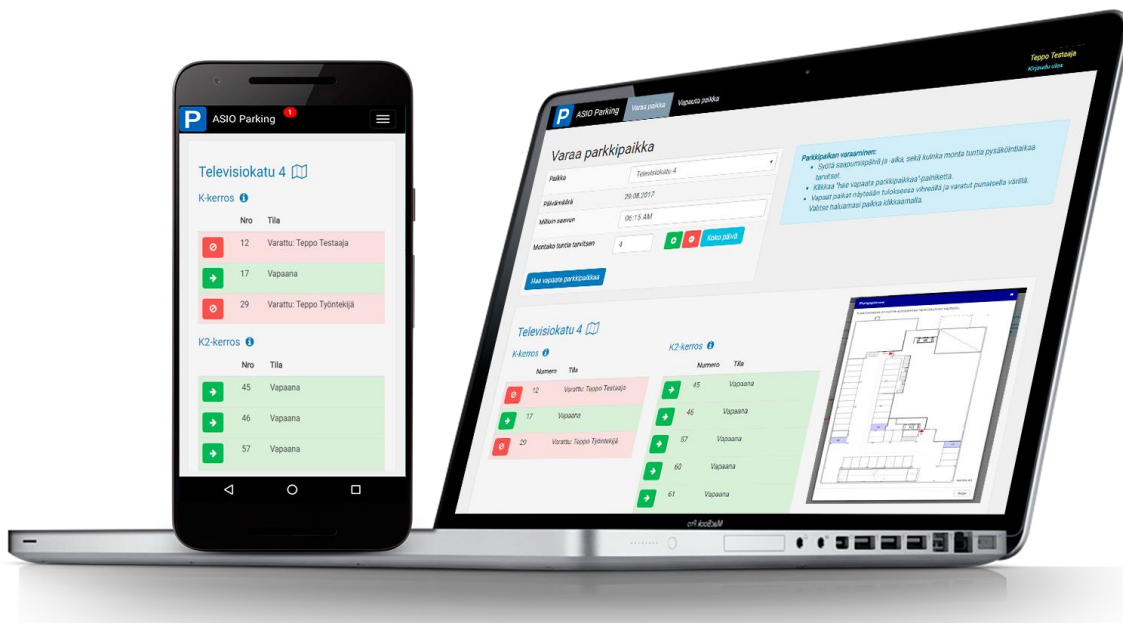 P ASIO Parking 1
Televisiokatu 4
K-kerros
Nro Tila
12 Varattu: Teppo Testaaja
17 Vapaana
29 Varattu: Teppo Työntekijä
K2-kerros
Nro Tila
45 Vapaana
46 Vapaana
57 Vapaana
Teppo Testaaja
Kirjaudu ulos
P ASIO Parking Varaa paikka Vapauta paikka
Varaa parkkipaikka
Paikka Televisiokatu 4
Päivämäärä 29.08.2017
Milloin saavun 06:15 AM
Montako tuntia tarvitsen 4 Koko päivä
Hae vapaata parkkipaikkaa
Parkkipaikan varaaminen:
Syötä saapumispäivä ja -aika, sekä kuinka monta tuntia pysäköintiaikaa
tarvitset.
Klikkaa "hae vapaata parkkipaikkaa"-painiketta.
Vapaat paikat näytetään tuloksessa vihreällä ja varatut punaisella värillä.
Valitse haluamasi paikka klikkaamalla.
Televisiokatu 4
K-kerros
Numero Tila
12 Varattu: Teppo Testaaja
17 Vapaana
29 Varattu: Teppo Työntekijä
K2-kerros
Numero Tila
45 Vapaana
46 Vapaana
57 Vapaana
60 Vapaana
61 Vapaana
MacBook Pro